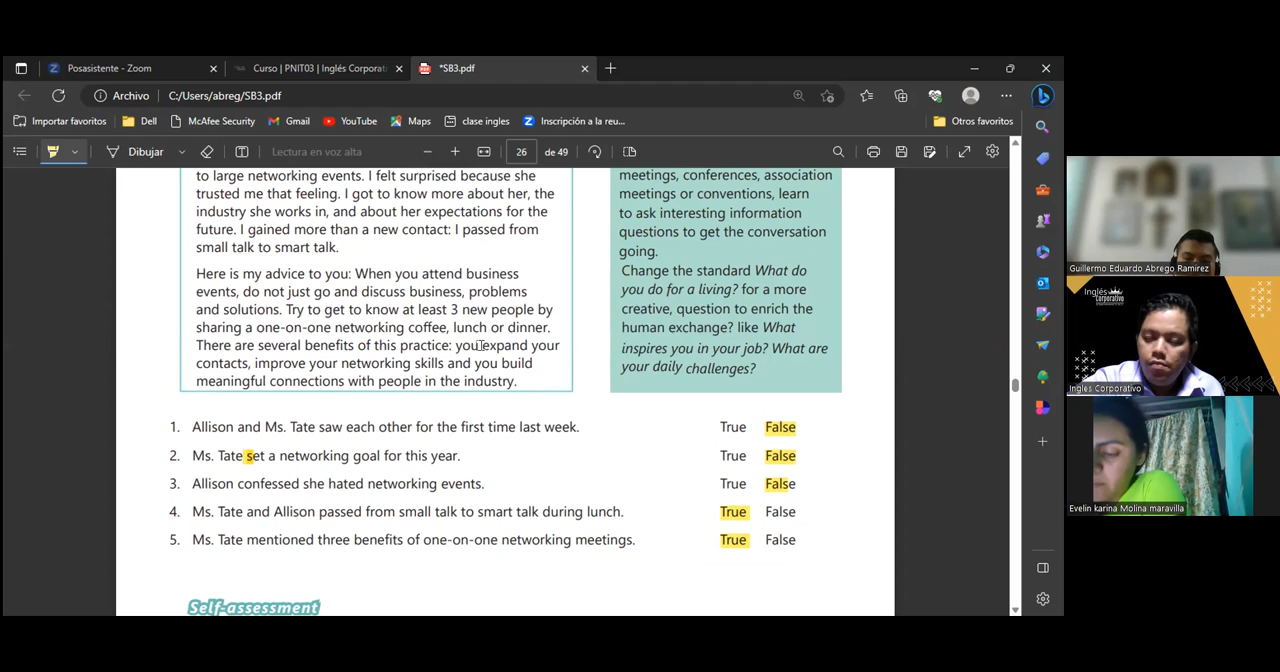 Posasistente - Zoom
Curso | PNIT03 | Inglés Corporati
*SB3.pdf
Archivo
C:/Users/abreg/SB3.pdf
Importar favoritos
Dell
McAfee Security
Gmail
YouTube
Maps
clase ingles
Inscripción a la reu...
Otros favoritos
Dibujar
Lectura en voz alta
26
de 49
to large networking events. I felt surprised because she
trusted me that feeling. I got to know more about her, the
industry she works in, and about her expectations for the
future. I gained more than a new contact: I passed from
small talk to smart talk.
Here is my advice to you: When you attend business
events, do not just go and discuss business, problems
and solutions. Try to get to know at least 3 new people by
sharing a one-on-one networking coffee, lunch or dinner.
There are several benefits of this practice: you expand your
contacts, improve your networking skills and you build
meaningful connections with people in the industry.
meetings, conferences, association
meetings or conventions, learn
to ask interesting information
questions to get the conversation
going.
Change the standard What do
you do for a living? for a more
creative, question to enrich the
human exchange? like What
inspires you in your job? What are
your daily challenges?
1. Allison and Ms. Tate saw each other for the first time last week. True False
2. Ms. Tate set a networking goal for this year. True False
3. Allison confessed she hated networking events. True False
4. Ms. Tate and Allison passed from small talk to smart talk during lunch. True False
5. Ms. Tate mentioned three benefits of one-on-one networking meetings. True False
Self-assessment
Guillermo Eduardo Abrego Ramirez
Inglés
Corporativo
Ingles Corporativo
Evelin karina Molina maravilla